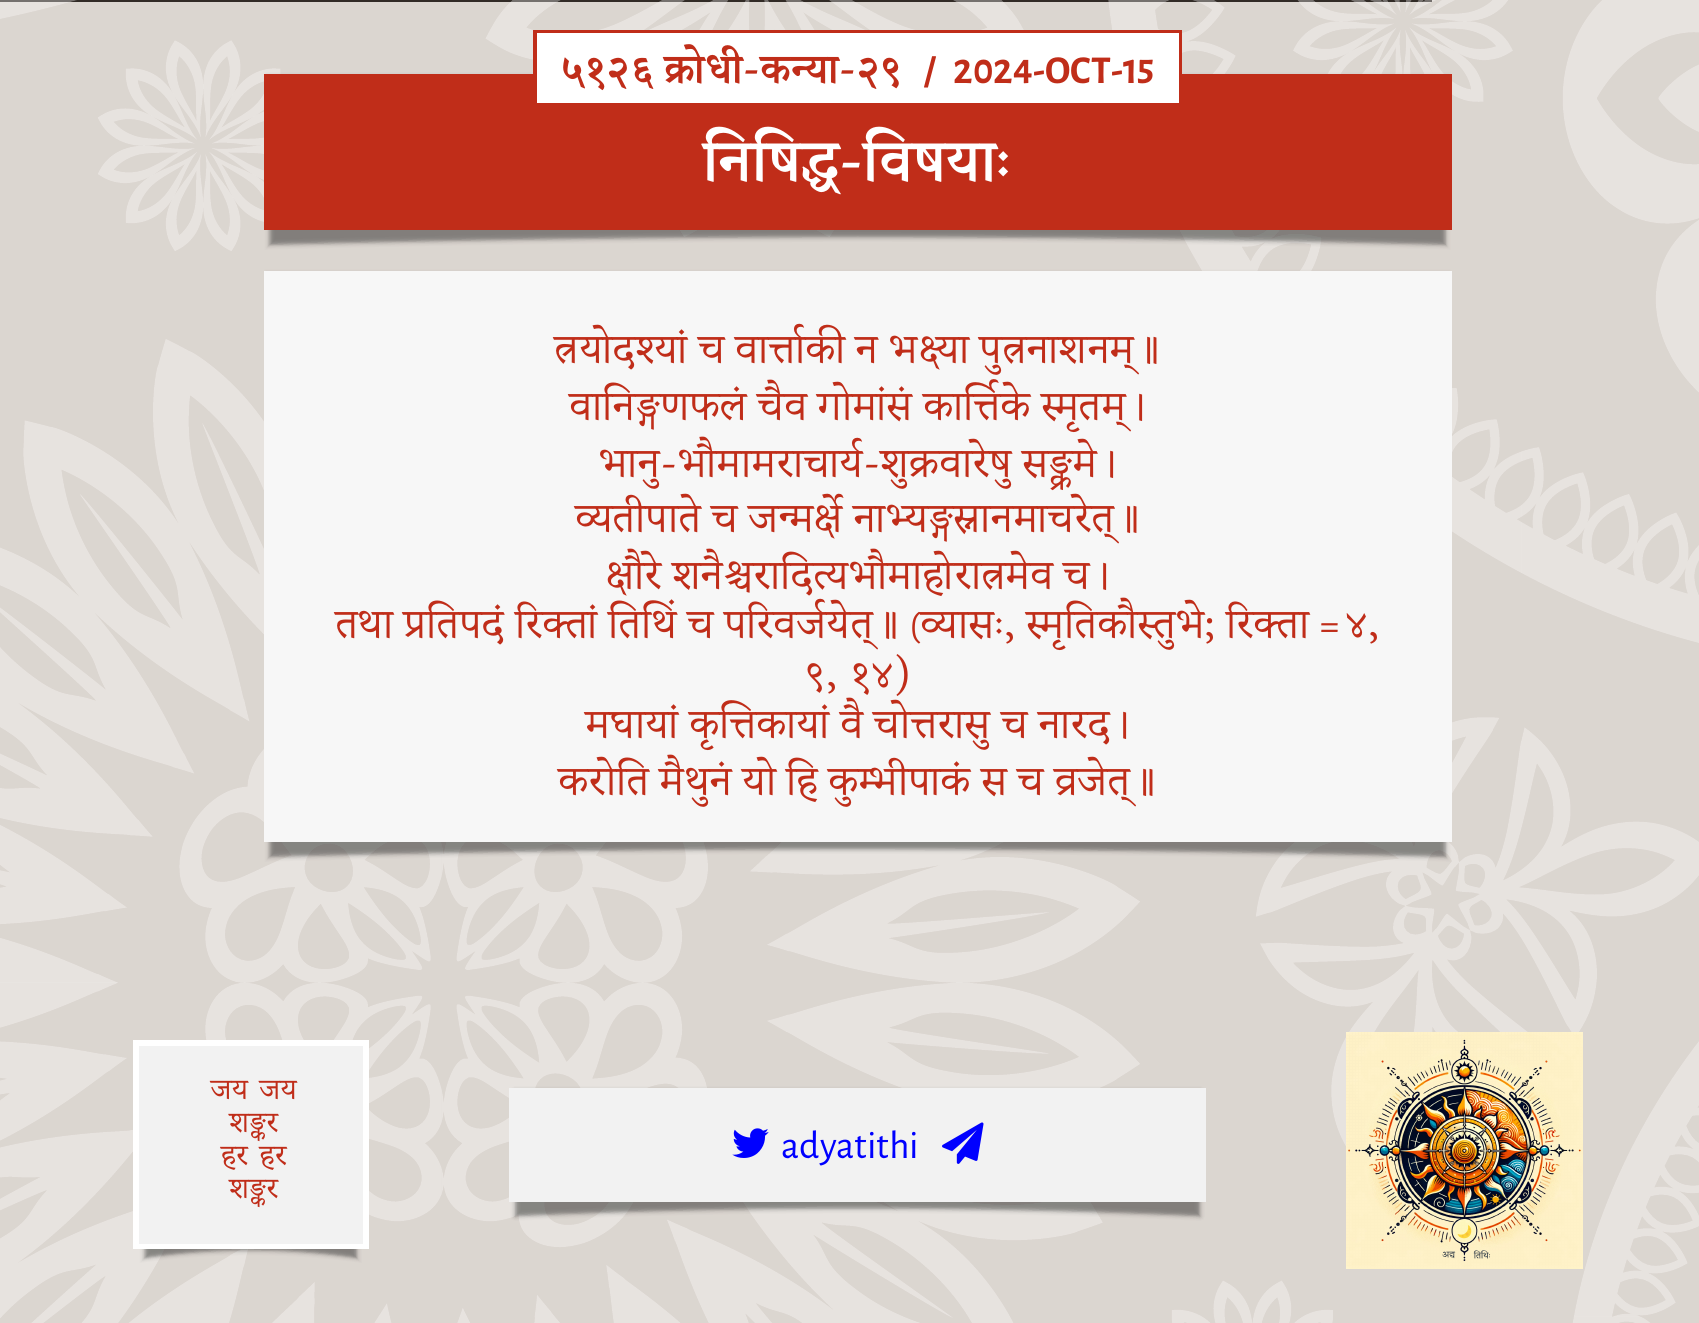 ५१२६ क्रोधी-कन्या-२९ / 2024-OCT-15
निषिद्ध-विषयाः
त्रयोदश्यां च वार्त्ताकी न भक्ष्या पुत्रनाशनम् ॥
वानिङ्गणफलं चैव गोमांसं कार्त्तिके स्मृतम् ।
भानु-भौमामराचार्य-शुक्रवारेषु सङ्क्रमे ।
व्यतीपाते च जन्मर्क्षे नाभ्यङ्गस्नानमाचरेत् ॥
क्षौरे शनैश्चरादित्यभौमाहोरात्रमेव च ।
तथा प्रतिपदं रिक्तां तिथिं च परिवर्जयेत् ॥ (व्यासः, स्मृतिकौस्तुभे; रिक्ता = ४,
९, १४)
मघायां कृत्तिकायां वै चोत्तरासु च नारद ।
करोति मैथुनं यो हि कुम्भीपाकं स च व्रजेत् ॥
जय जय
शङ्कर
हर हर
शङ्कर
adyatithi
अद्य तिथिः